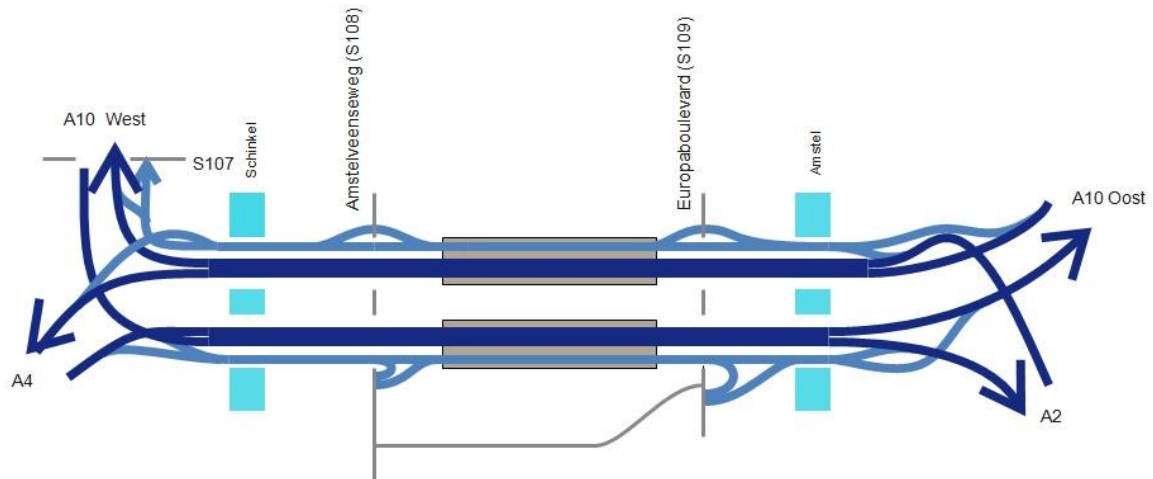 A10 West
S107
Schinkel
Amstelveenseweg (S108)
Europaboulevard (S109)
Amstel
A10 Oost
A4
A2